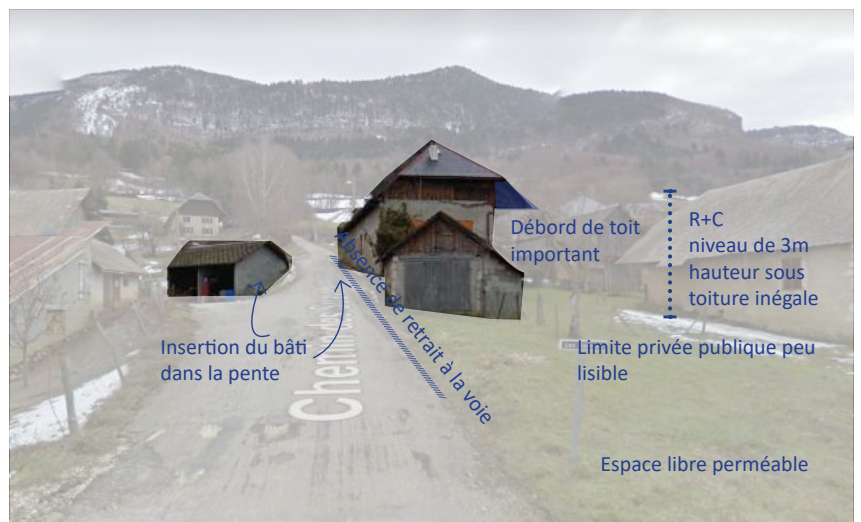 Débord de toit
important
R+C
niveau de 3m
hauteur sous
toiture inégale
Absence de retrait à la voie
Insertion du bâti
dans la pente
Limite privée publique peu
lisible
Espace libre perméable